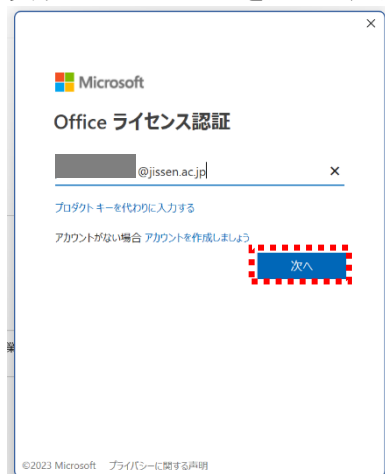 Microsoft
Office ライセンス認証
@jissen.ac.jp
プロダクト キーを代わりに入力する
アカウントがない場合 アカウントを作成しましょう
次へ
©2023 Microsoft プライバシーに関する声明